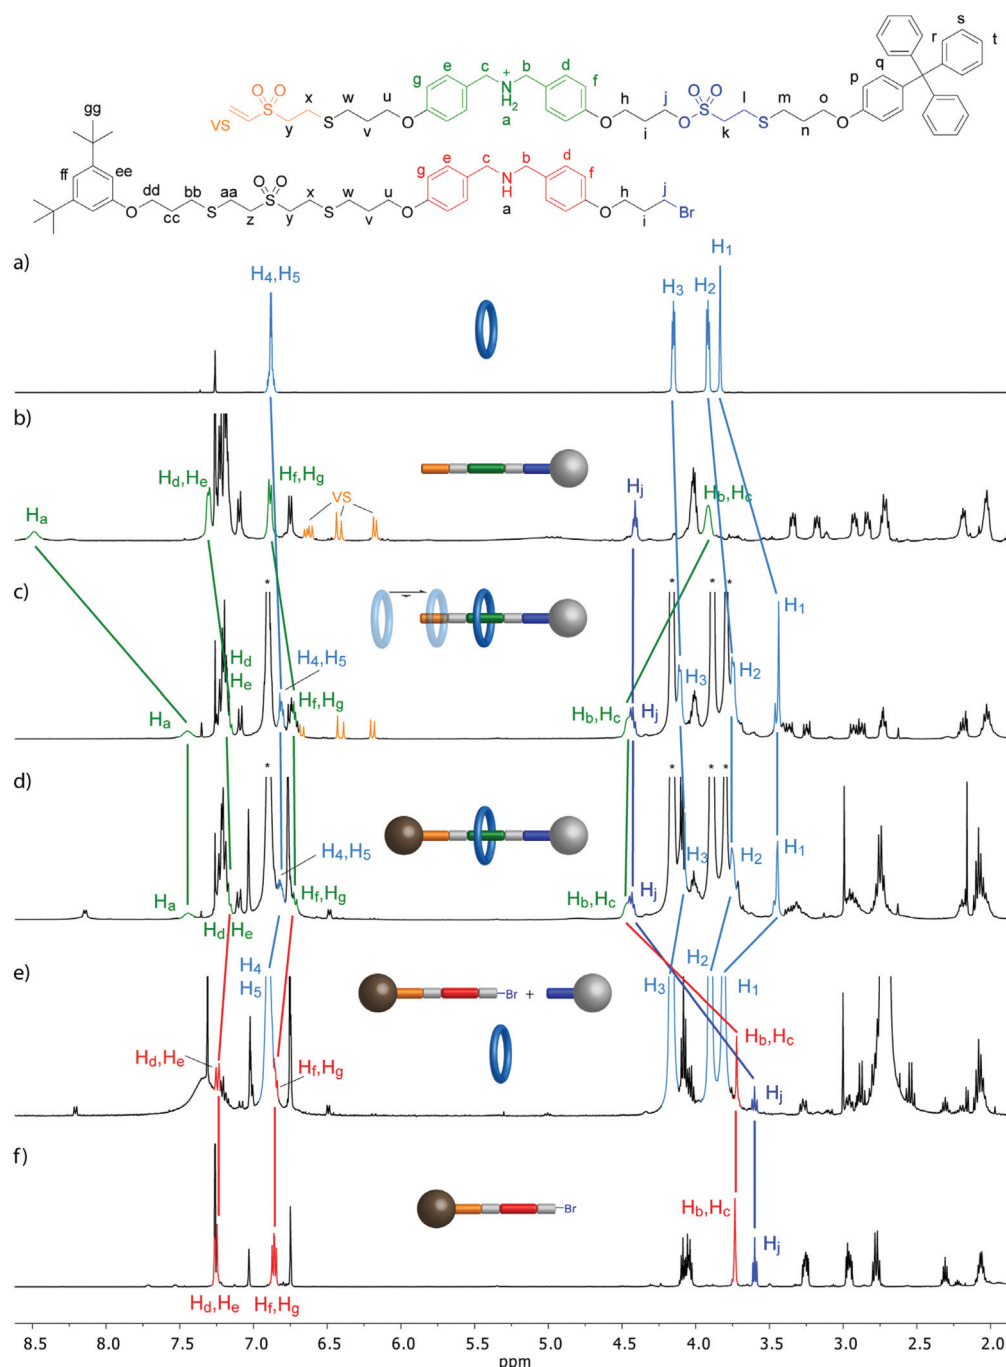 gg
ff
ee
dd
cc
bb
aa
z
y
x
w
v
u
O
S
S
O O
S
O
g
e
c
N
H
a
b
d
f
O
h
i
j
Br
VS
O O
S
y
x
S
w
v
u
O
g
e
c
+
N
H2
a
b
d
f
O
h
i
j
O
O O
S
k
l
S
m
n
o
O
p
q
r
s
t
a)
H4,H5
H3
H2
H1
b)
Ha
Hd,He
Hf,Hg
VS
Hj
Hb,Hc
c)
Ha
Hd
He
H4,H5
Hf,Hg
Hb,Hc
Hj
H3
H2
H1
* * * *
d)
Ha
Hd,He
H4,H5
Hf,Hg
Hb,Hc
Hj
H3
H2
H1
* * * *
e)
Hd,He
H4
H5
Hf,Hg
Br +
H3
H2
H1
Hb,Hc
Hj
f)
Hd,He
Hf,Hg
Br
Hb,Hc
Hj
8.5 8.0 7.5 7.0 6.5 6.0 5.5 5.0 4.5 4.0 3.5 3.0 2.5 2.0
ppm